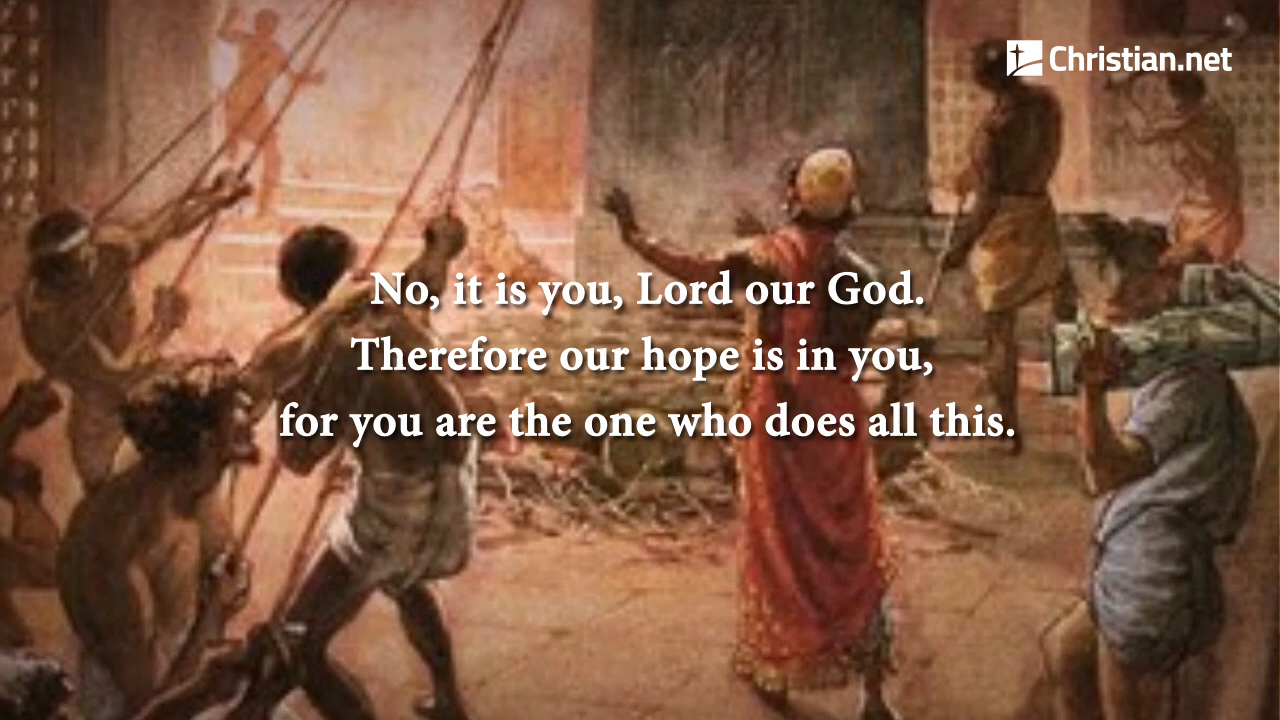 Christian.net
No, it is you, Lord our God.
Therefore our hope is in you,
for you are the one who does all this.